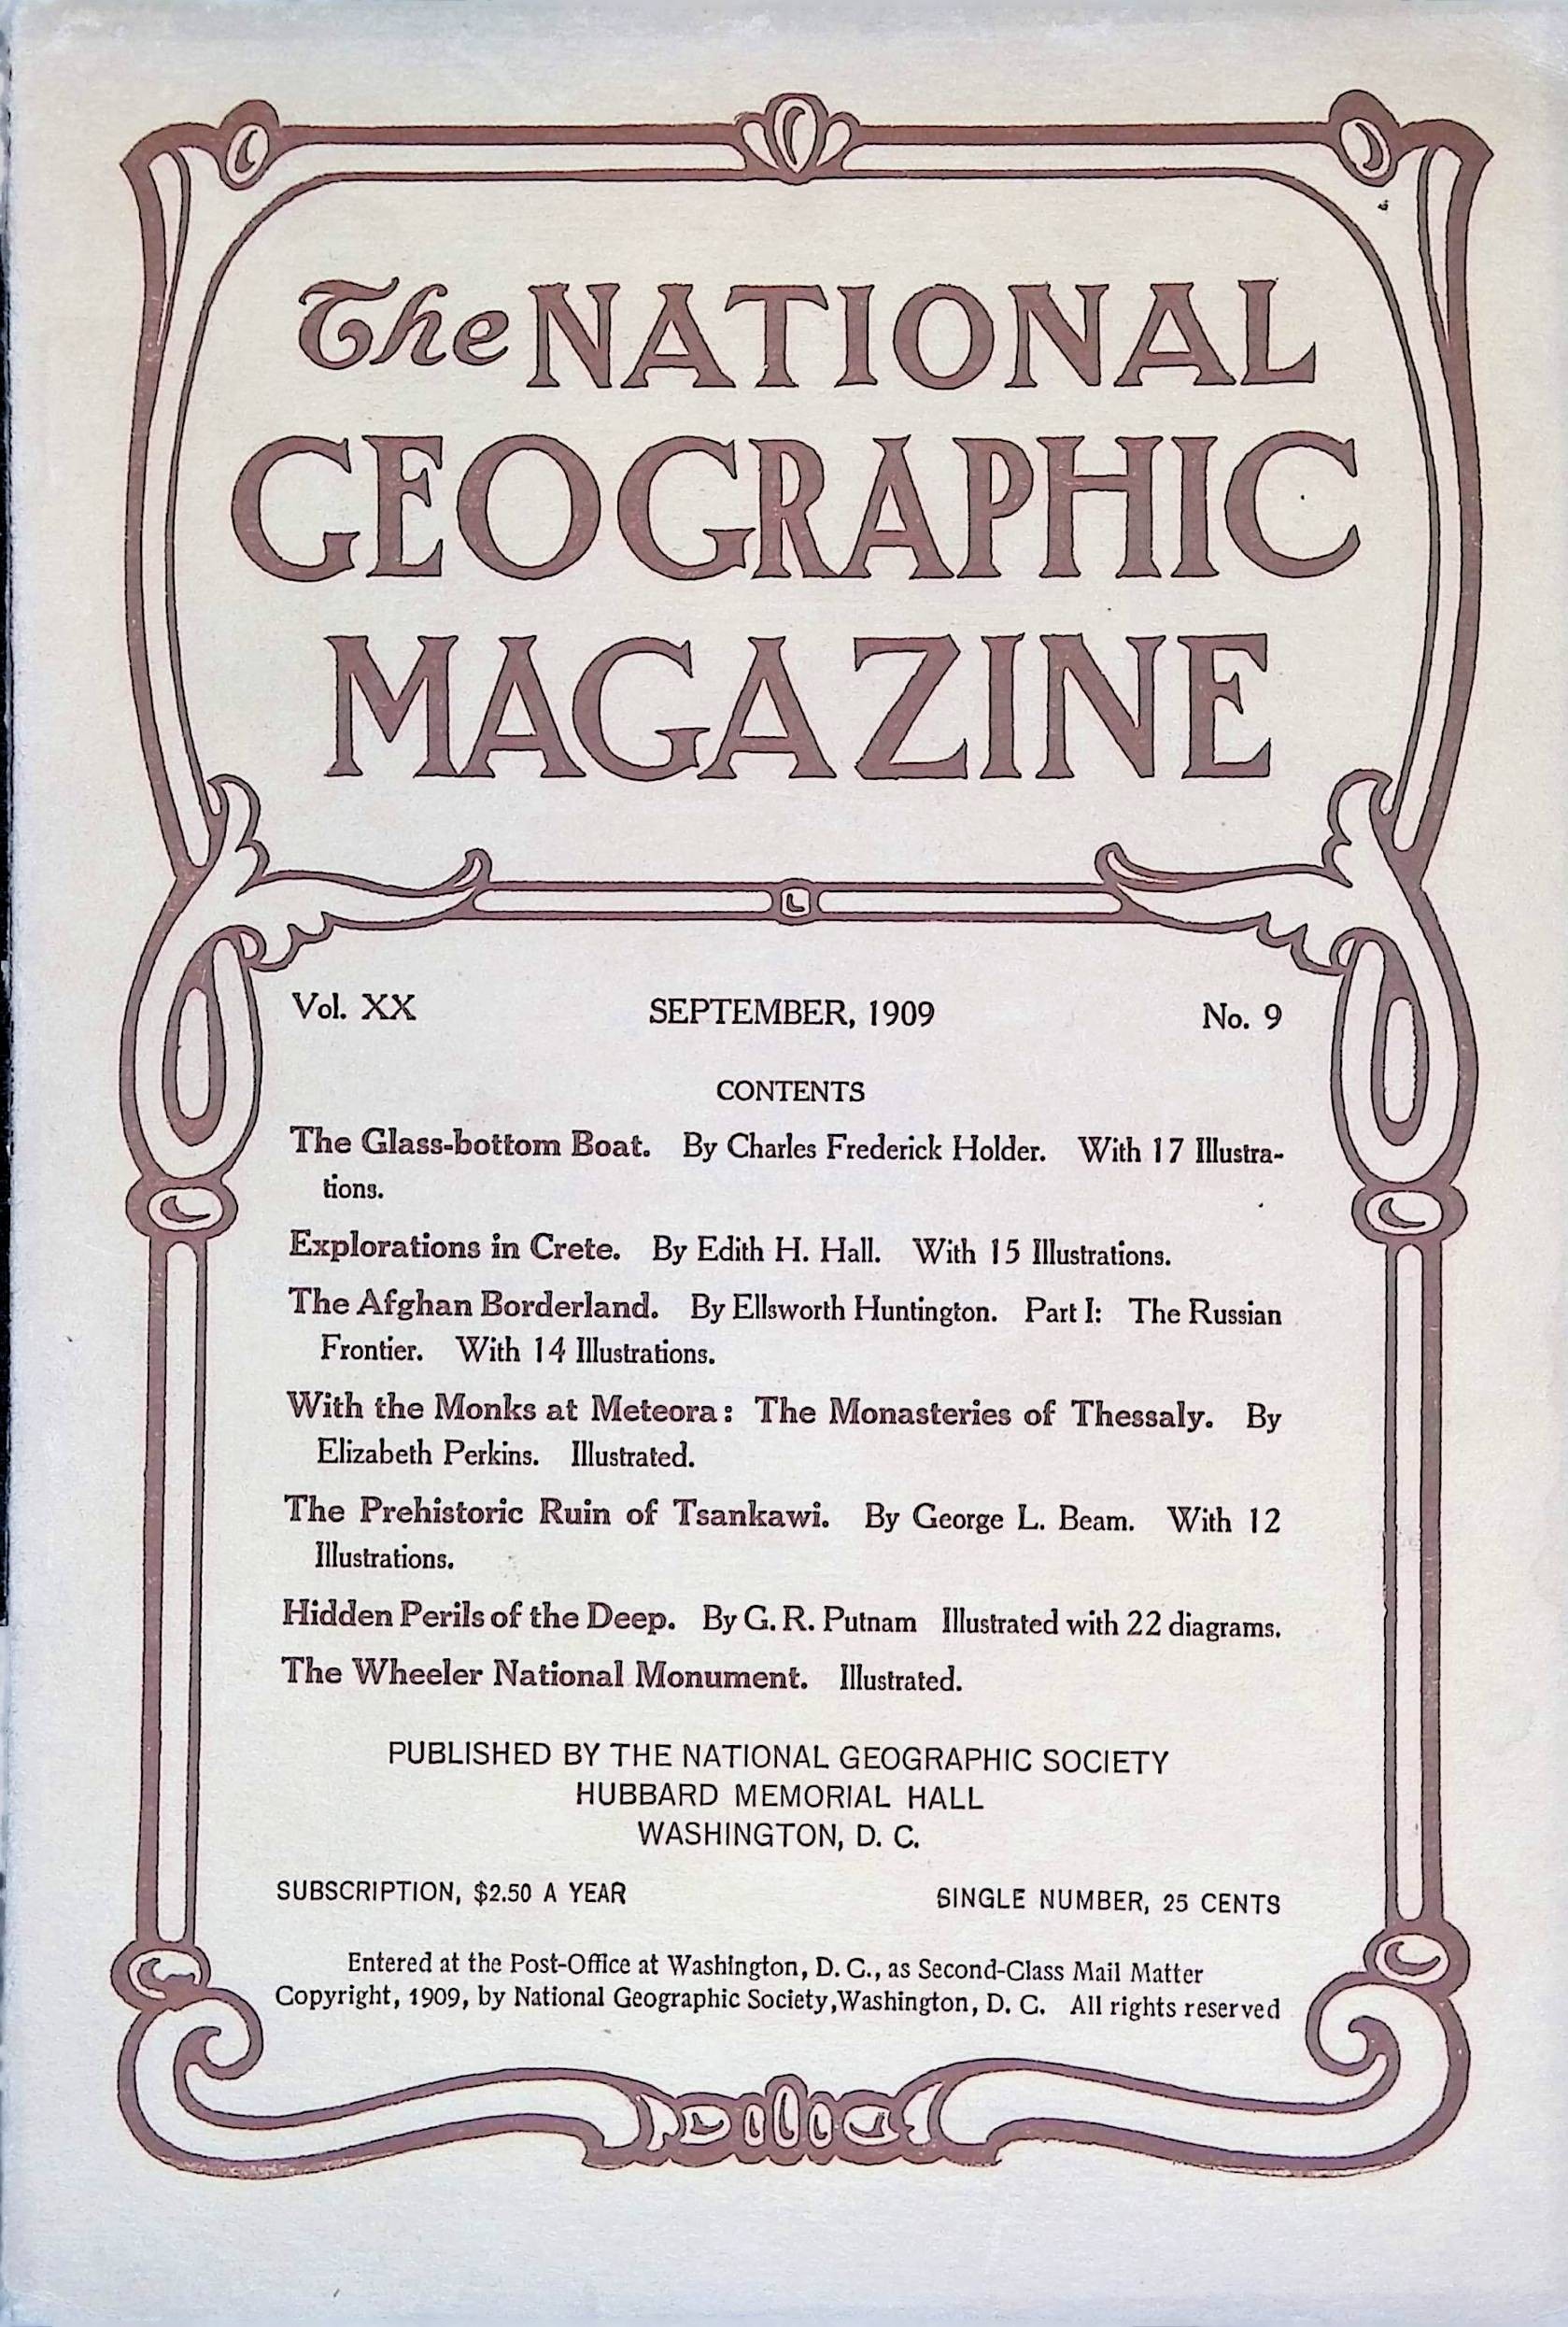 The NATIONAL
GEOGRAPHIC
MAGAZINE
Vol. XX SEPTEMBER, 1909 No. 9
CONTENTS
The Glass-bottom Boat. By Charles Frederick Holder. With 17 Illustra-
tions.
Explorations in Crete. By Edith H. Hall. With 15 Illustrations.
The Afghan Borderland. By Ellsworth Huntington. Part I: The Russian
Frontier. With 14 Illustrations.
With the Monks at Meteora: The Monasteries of Thessaly. By
Elizabeth Perkins. Illustrated.
The Prehistoric Ruin of Tsankawi. By George L. Beam. With 12
Illustrations.
Hidden Perils of the Deep. By G. R. Putnam Illustrated with 22 diagrams.
The Wheeler National Monument. Illustrated.
PUBLISHED BY THE NATIONAL GEOGRAPHIC SOCIETY
HUBBARD MEMORIAL HALL
WASHINGTON, D. C.
SUBSCRIPTION, $2.50 A YEAR SINGLE NUMBER, 25 CENTS
Entered at the Post-Office at Washington, D. C., as Second-Class Mail Matter
Copyright, 1909, by National Geographic Society, Washington, D. C. All rights reserved